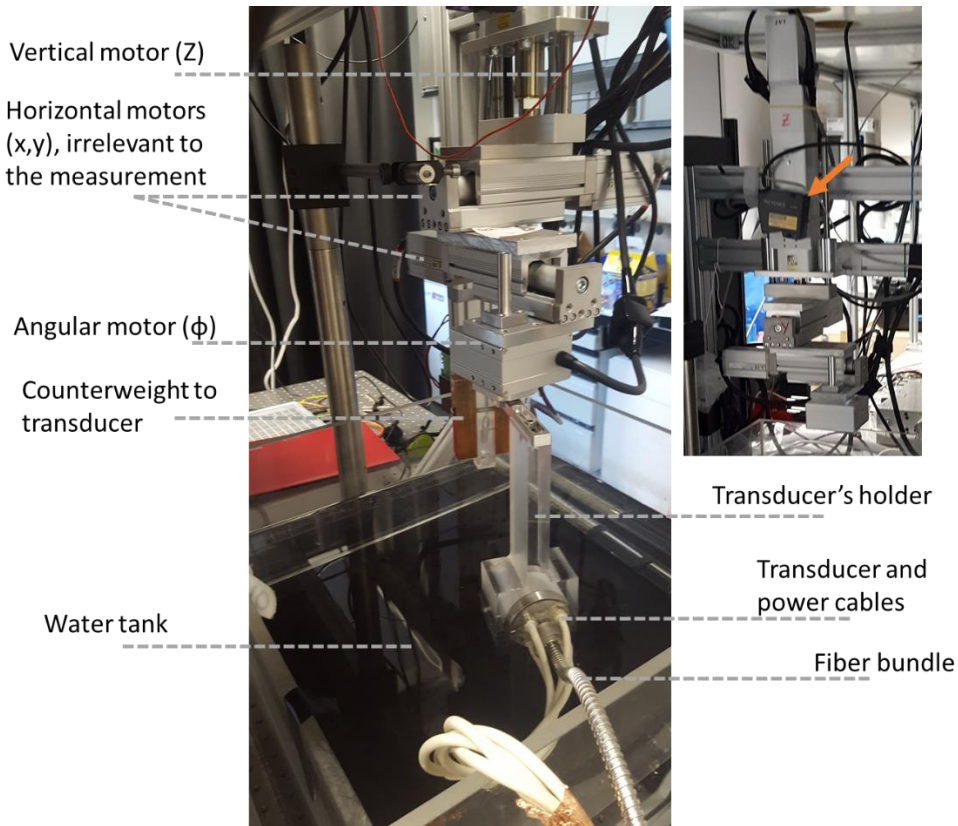 Vertical motor (Z)
Horizontal motors
(x,y), irrelevant to
the measurement
Angular motor (ϕ)
Counterweight to
transducer
Water tank
Z
y
Transducer’s holder
Transducer and
power cables
Fiber bundle